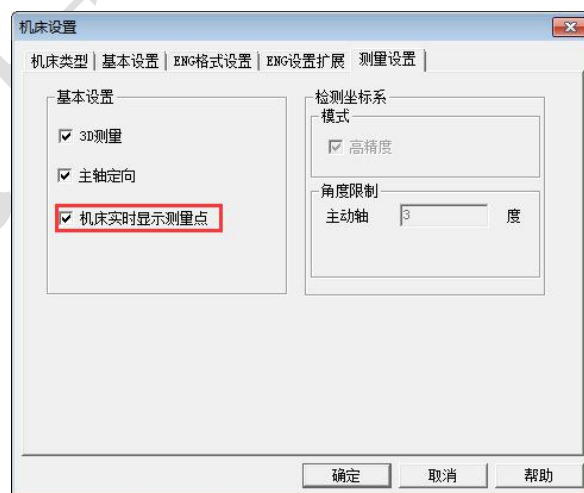 机床设置
机床类型 基本设置 ENG格式设置 ENG设置扩展 测量设置
基本设置
3D测量
主轴定向
机床实时显示测量点
检测坐标系
模式
高精度
角度限制
主动轴 3 度
确定 取消 帮助